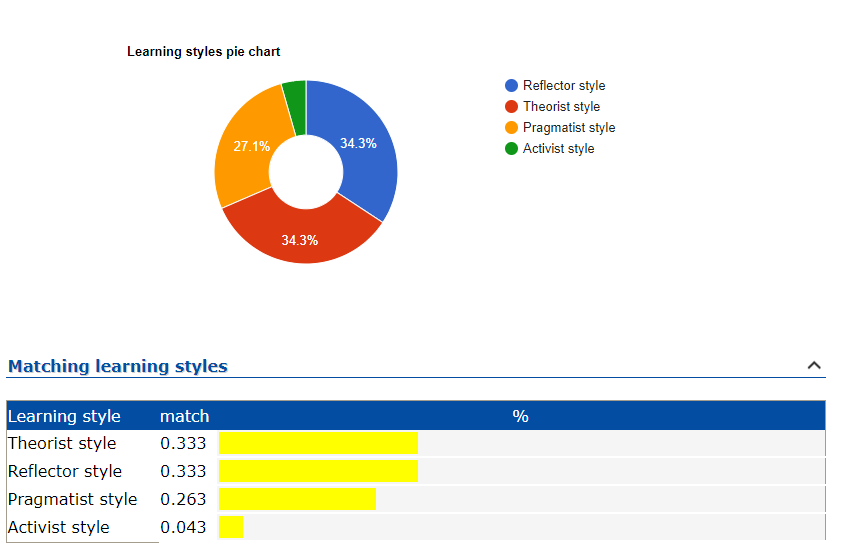 Learning styles pie chart
34.3%
34.3%
27.1%
Reflector style
Theorist style
Pragmatist style
Activist style
Matching learning styles
Learning style match %
Theorist style 0.333
Reflector style 0.333
Pragmatist style 0.263
Activist style 0.043